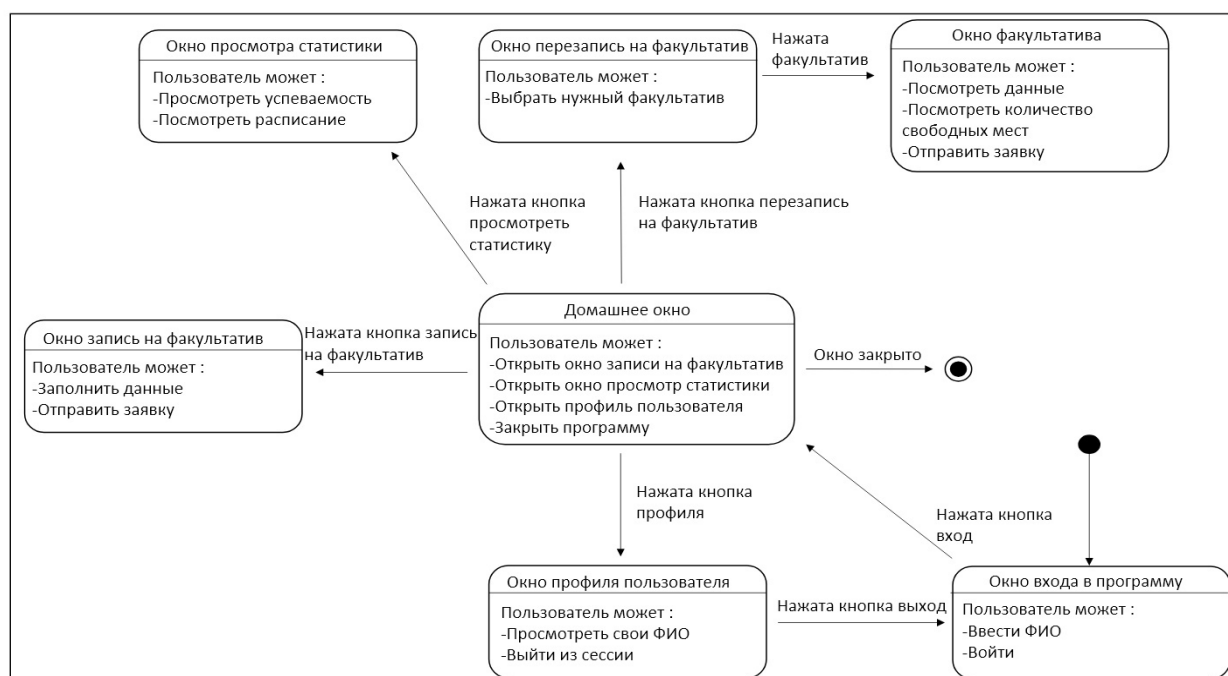 Окно просмотра статистики
Пользователь может :
-Просмотреть успеваемость
-Посмотреть расписание
Окно перезапись на факультатив
Пользователь может :
-Выбрать нужный факультатив
Нажата
факультатив
Окно факультатива
Пользователь может :
-Посмотреть данные
-Посмотреть количество
свободных мест
-Отправить заявку
Нажата кнопка
просмотреть
статистику
Нажата кнопка перезапись
на факультатив
Окно запись на факультатив
Пользователь может :
-Заполнить данные
-Отправить заявку
Нажата кнопка запись
на факультатив
Домашнее окно
Пользователь может :
-Открыть окно записи на факультатив
-Открыть окно просмотр статистики
-Открыть профиль пользователя
-Закрыть программу
Окно закрыто
Нажата кнопка
профиля
Нажата кнопка
вход
Окно профиля пользователя
Пользователь может :
-Просмотреть свои ФИО
-Выйти из сессии
Нажата кнопка выход
Окно входа в программу
Пользователь может :
-Ввести ФИО
-Войти